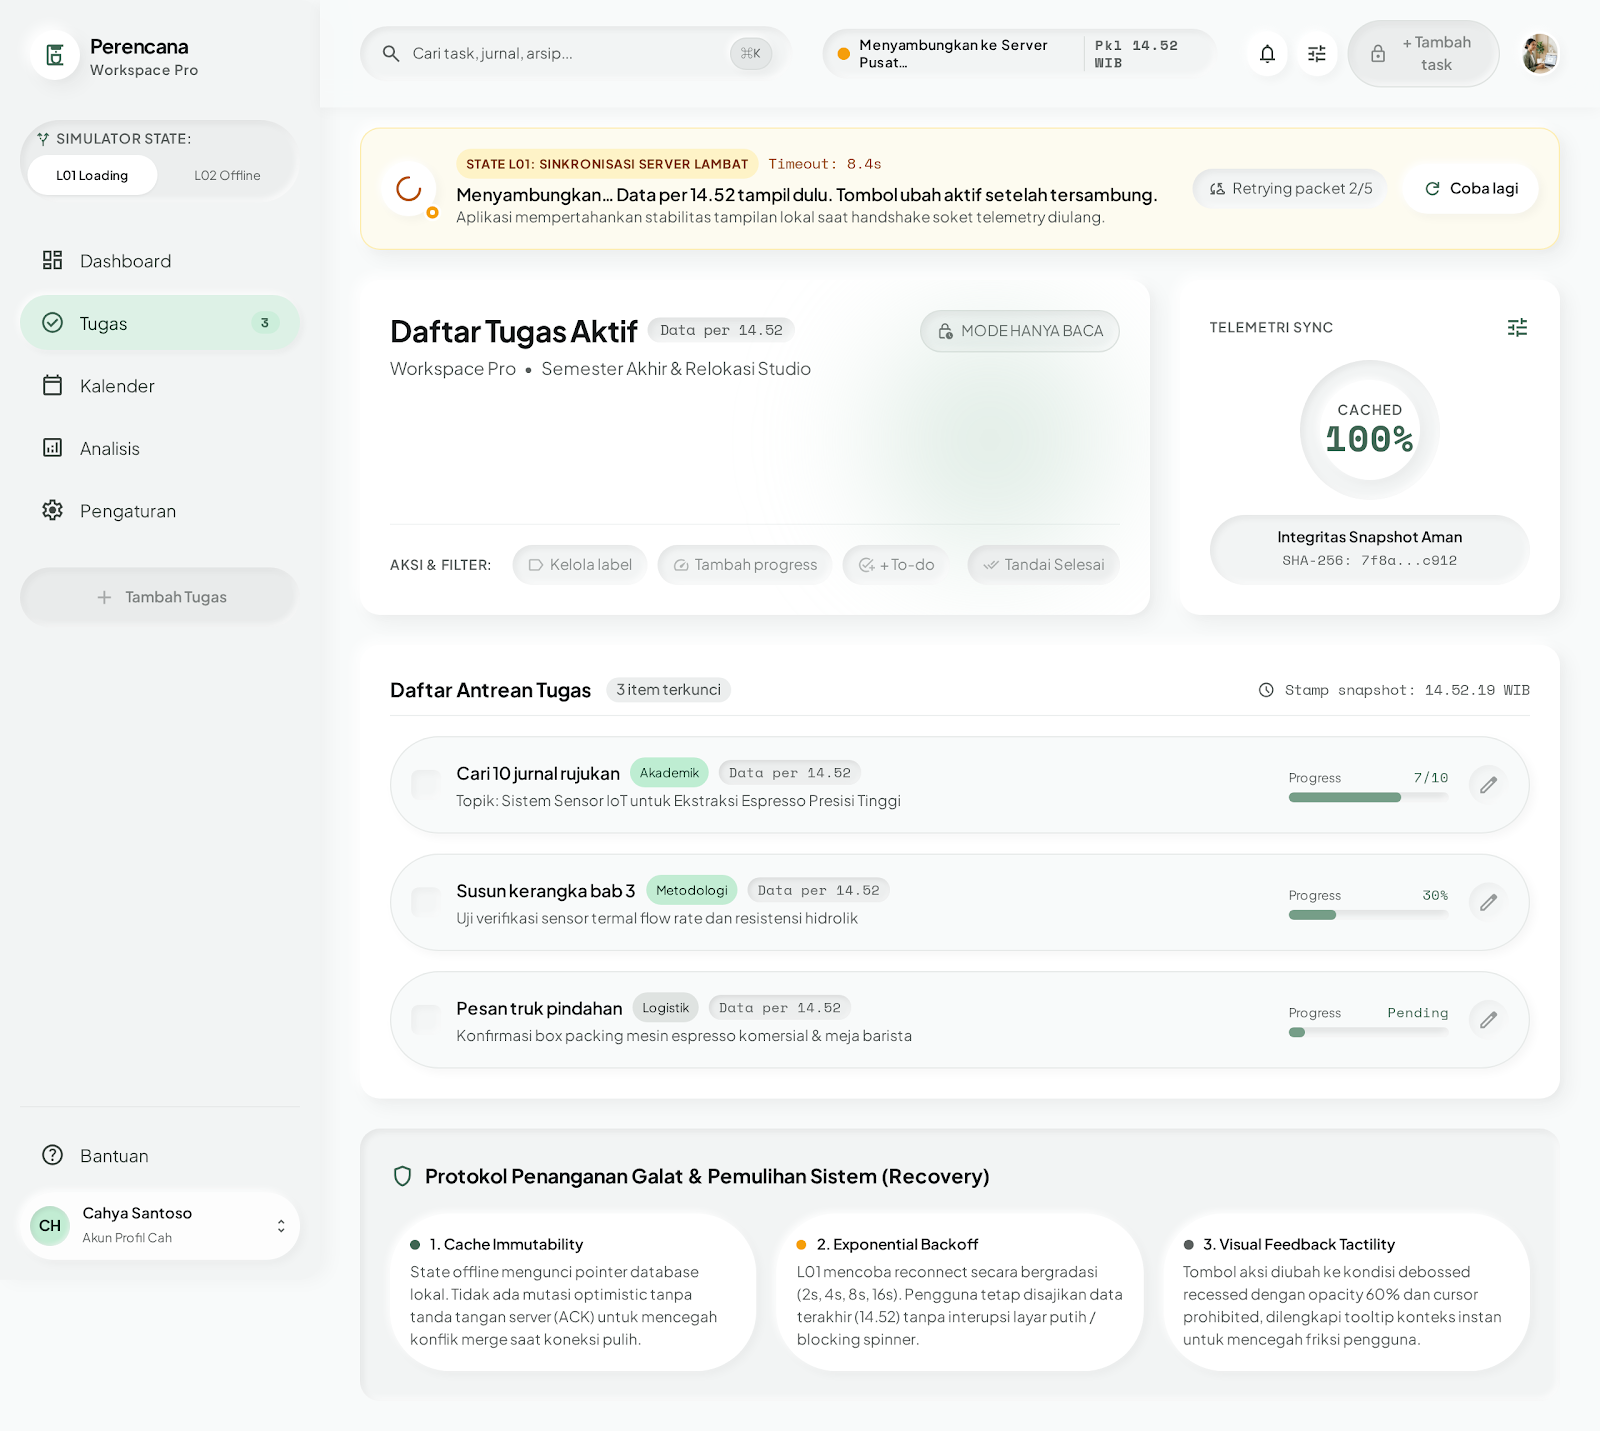 Perencana
Workspace Pro
SIMULATOR STATE:
L01 Loading
L02 Offline
Dashboard
Tugas
3
Kalender
Analisis
Pengaturan
+ Tambah Tugas
Bantuan
CH
Cahya Santoso
Akun Profil Cah
Cari task, jurnal, arsip...
⌘K
Menyambungkan ke Server
Pusat...
Pkl 14.52
WIB
+ Tambah
task
STATE L01: SINKRONISASI SERVER LAMBAT
Timeout: 8.4s
Menyambungkan... Data per 14.52 tampil dulu. Tombol ubah aktif setelah tersambung.
Aplikasi mempertahankan stabilitas tampilan lokal saat handshake soket telemetry diulang.
Retrying packet 2/5
Coba lagi
Daftar Tugas Aktif
Data per 14.52
MODE HANYA BACA
Workspace Pro • Semester Akhir & Relokasi Studio
AKSI & FILTER:
Kelola label
Tambah progress
+ To-do
Tandai Selesai
TELEMETRI SYNC
CACHED
100%
Integritas Snapshot Aman
SHA-256: 7f8a...c912
Daftar Antrean Tugas
3 item terkunci
Stamp snapshot: 14.52.19 WIB
Cari 10 jurnal rujukan
Akademik
Data per 14.52
Topik: Sistem Sensor IoT untuk Ekstraksi Espresso Presisi Tinggi
Progress
7/10
Susun kerangka bab 3
Metodologi
Data per 14.52
Uji verifikasi sensor termal flow rate dan resistensi hidrolik
Progress
30%
Pesan truk pindahan
Logistik
Data per 14.52
Konfirmasi box packing mesin espresso komersial & meja barista
Progress
Pending
Protokol Penanganan Galat & Pemulihan Sistem (Recovery)
1. Cache Immutability
State offline mengunci pointer database
lokal. Tidak ada mutasi optimistic tanpa
tanda tangan server (ACK) untuk mencegah
konflik merge saat koneksi pulih.
2. Exponential Backoff
L01 mencoba reconnect secara bergradasi
(2s, 4s, 8s, 16s). Pengguna tetap disajikan data
terakhir (14.52) tanpa interupsi layar putih /
blocking spinner.
3. Visual Feedback Tactility
Tombol aksi diubah ke kondisi debossed
recessed dengan opacity 60% dan cursor
prohibited, dilengkapi tooltip konteks instan
untuk mencegah friksi pengguna.